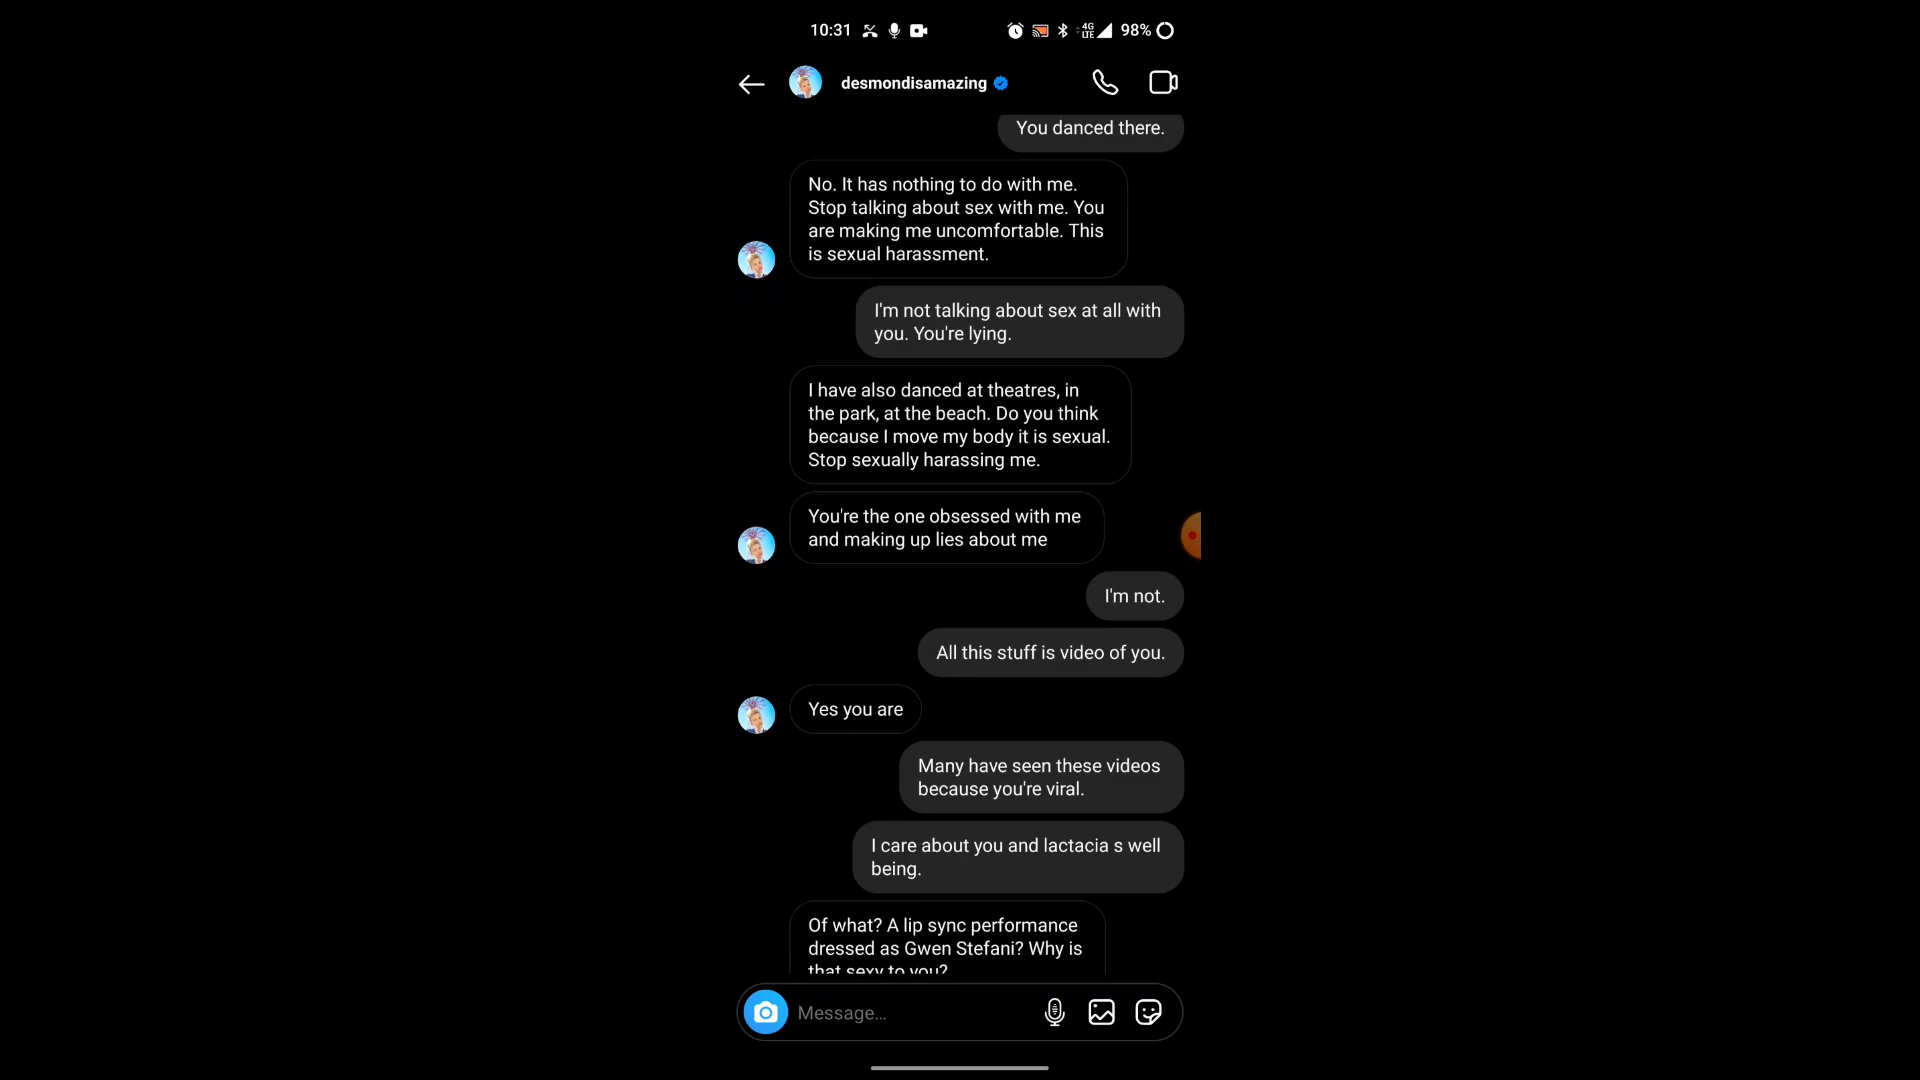 10:31
4G
LTE
98%
desmondisamazing
You danced there.
No. It has nothing to do with me.
Stop talking about sex with me. You
are making me uncomfortable. This
is sexual harassment.
I'm not talking about sex at all with
you. You're lying.
I have also danced at theatres, in
the park, at the beach. Do you think
because I move my body it is sexual.
Stop sexually harassing me.
You're the one obsessed with me
and making up lies about me
I'm not.
All this stuff is video of you.
Yes you are
Many have seen these videos
because you're viral.
I care about you and lactacia s well
being.
Of what? A lip sync performance
dressed as Gwen Stefani? Why is
that sexy to you?
Message...